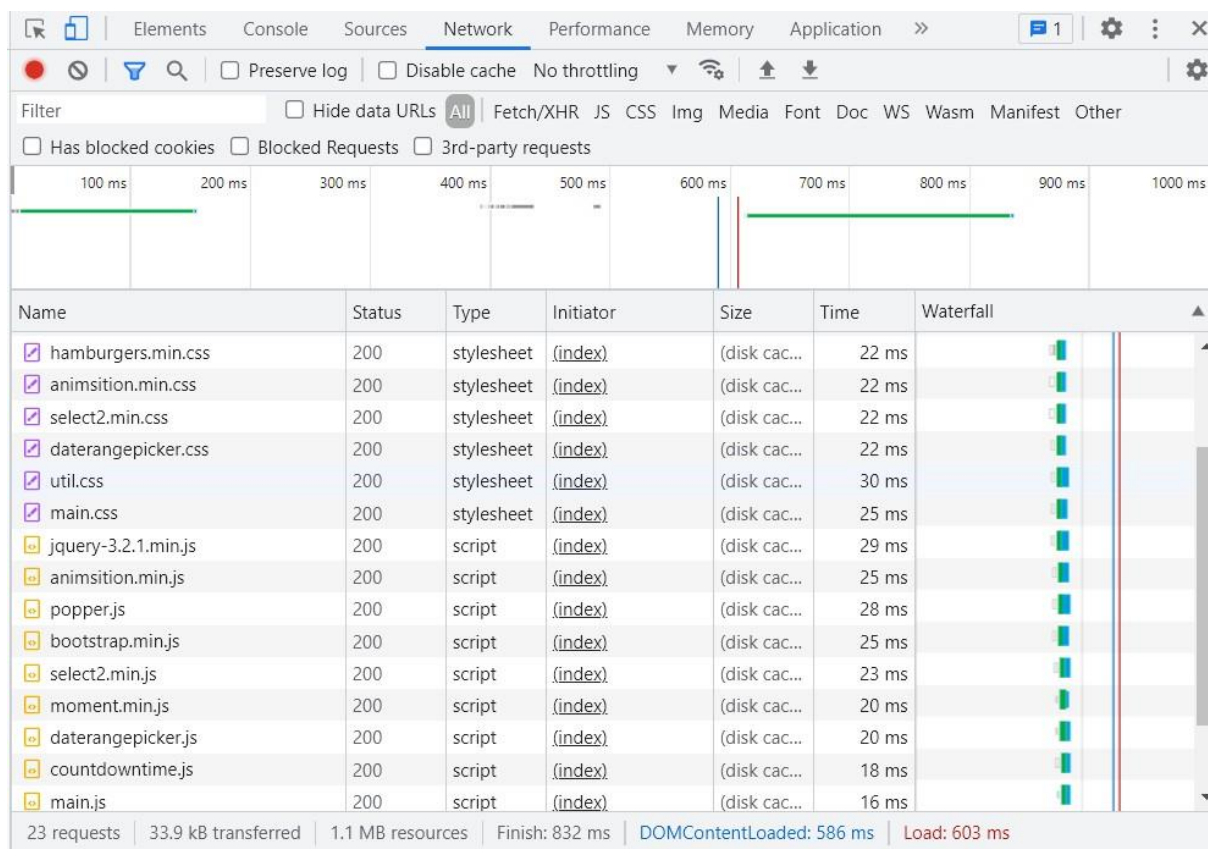 Elements Console Sources Network Performance Memory Application » 1
Preserve log Disable cache No throttling
Filter Hide data URLs All Fetch/XHR JS CSS Img Media Font Doc WS Wasm Manifest Other
Has blocked cookies Blocked Requests 3rd-party requests
100 ms 200 ms 300 ms 400 ms 500 ms 600 ms 700 ms 800 ms 900 ms 1000 ms
Name Status Type Initiator Size Time Waterfall
hamburgers.min.css 200 stylesheet (index) (disk cac... 22 ms
animsition.min.css 200 stylesheet (index) (disk cac... 22 ms
select2.min.css 200 stylesheet (index) (disk cac... 22 ms
daterangepicker.css 200 stylesheet (index) (disk cac... 22 ms
util.css 200 stylesheet (index) (disk cac... 30 ms
main.css 200 stylesheet (index) (disk cac... 25 ms
jquery-3.2.1.min.js 200 script (index) (disk cac... 29 ms
animsition.min.js 200 script (index) (disk cac... 25 ms
popper.js 200 script (index) (disk cac... 28 ms
bootstrap.min.js 200 script (index) (disk cac... 25 ms
select2.min.js 200 script (index) (disk cac... 23 ms
moment.min.js 200 script (index) (disk cac... 20 ms
daterangepicker.js 200 script (index) (disk cac... 20 ms
countdowntime.js 200 script (index) (disk cac... 18 ms
main.js 200 script (index) (disk cac... 16 ms
23 requests 33.9 kB transferred 1.1 MB resources Finish: 832 ms DOMContentLoaded: 586 ms Load: 603 ms